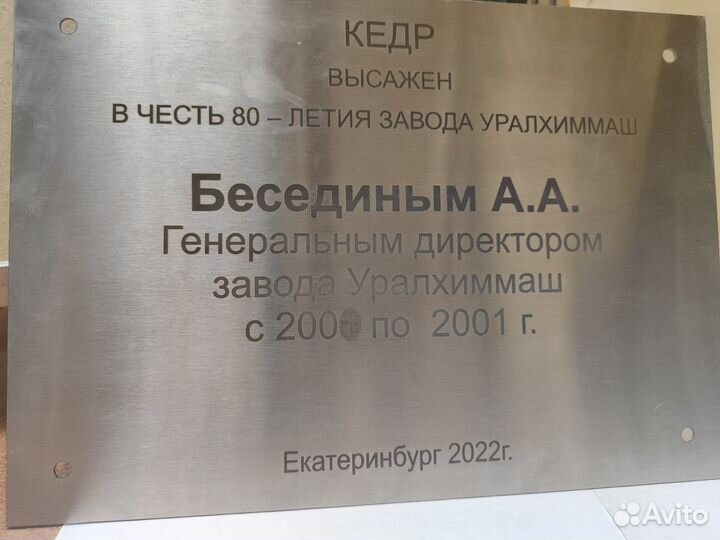 КЕДР
ВЫСАЖЕН
В ЧЕСТЬ 80 – ЛЕТИЯ ЗАВОДА УРАЛХИММАШ
Бесединым А.А.
Генеральным директором
завода Уралхиммаш
с по 2001 г.
Екатеринбург 2022г.
Avito